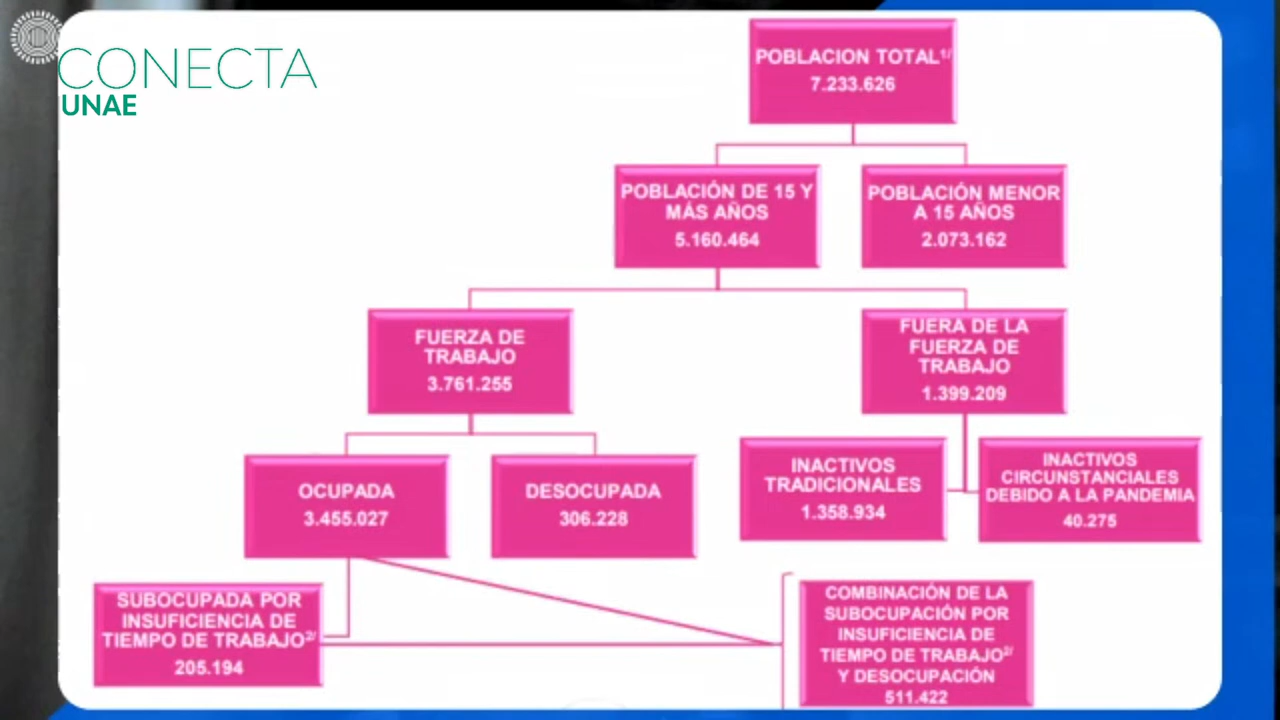 CONECTA
UNAE
POBLACION TOTAL1/
7.233.626
POBLACIÓN DE 15 Y
MÁS AÑOS
5.160.464
POBLACIÓN MENOR
A 15 AÑOS
2.073.162
FUERZA DE
TRABAJO
3.761.255
FUERA DE LA
FUERZA DE
TRABAJO
1.399.209
OCUPADA
3.455.027
DESOCUPADA
306.228
INACTIVOS
TRADICIONALES
1.358.934
INACTIVOS
CIRCUNSTANCIALES
DEBIDO A LA PANDEMIA
40.275
SUBOCUPADA POR
INSUFICIENCIA DE
TIEMPO DE TRABAJO2/
205.194
COMBINACIÓN DE LA
SUBOCUPACIÓN POR
INSUFICIENCIA DE
TIEMPO DE TRABAJO2/
Y DESOCUPACIÓN
511.422